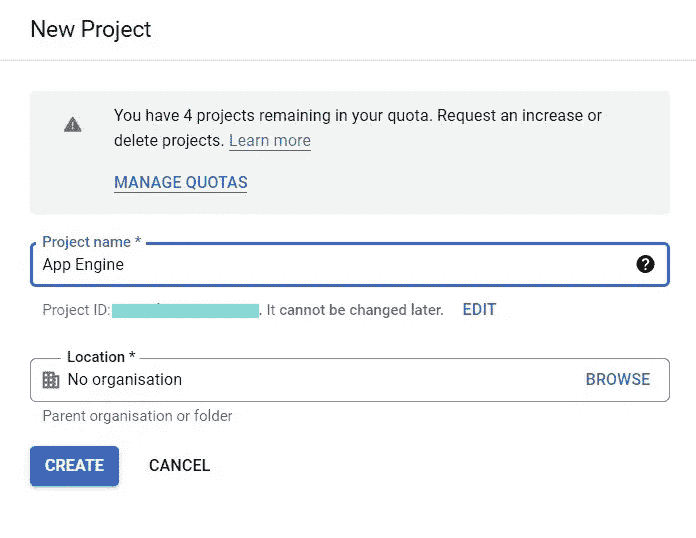 New Project
You have 4 projects remaining in your quota. Request an increase or
delete projects. Learn more
MANAGE QUOTAS
Project name *
App Engine
?
Project ID: . It cannot be changed later. EDIT
Location *
No organisation BROWSE
Parent organisation or folder
CREATE CANCEL